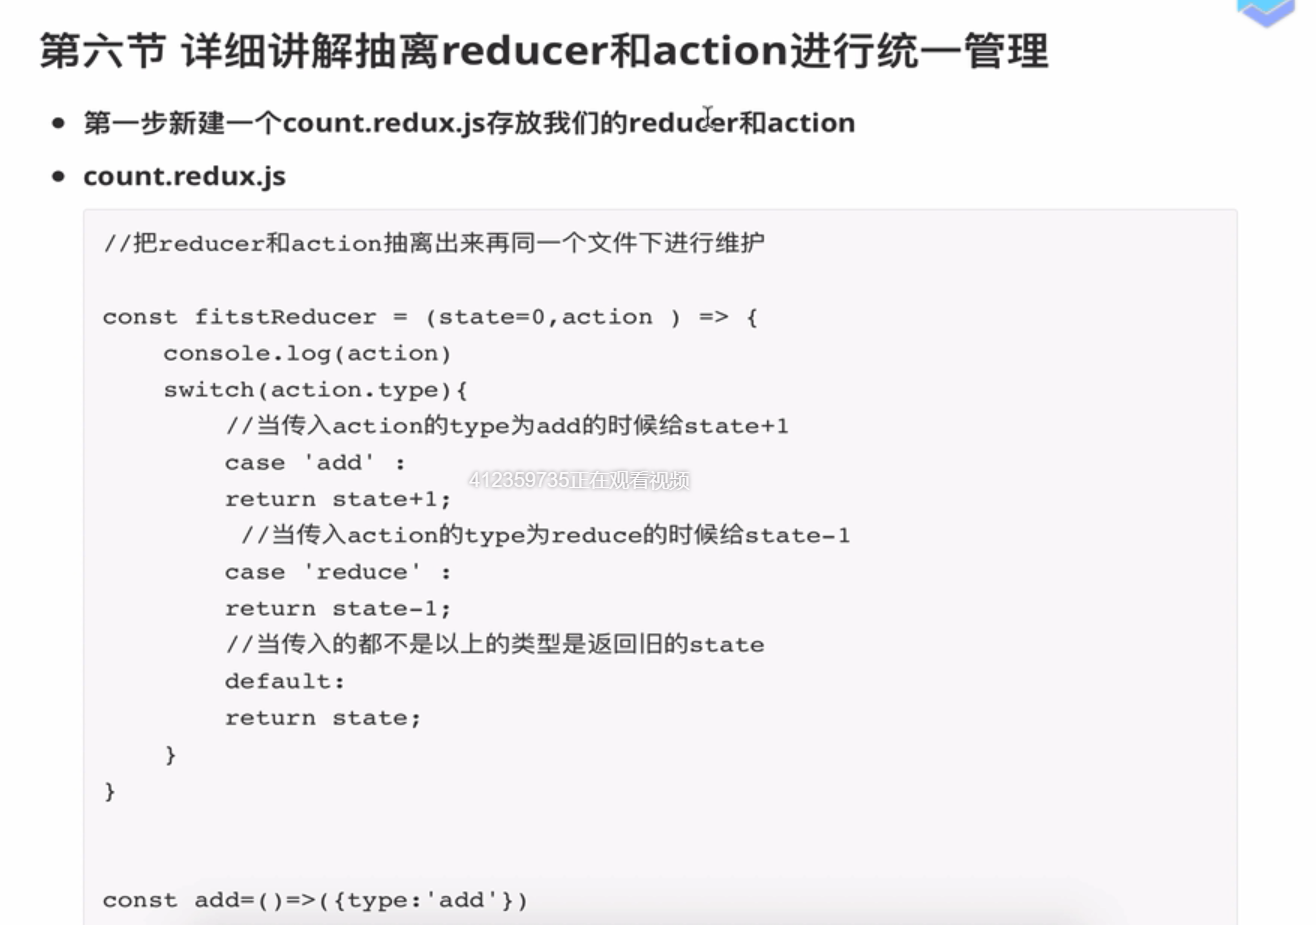 第六节 详细讲解抽离reducer和action进行统一管理
第一步新建一个count.redux.js存放我们的reducer和action
count.redux.js
//把reducer和action抽离出来再同一个文件下进行维护
const fitstReducer = (state=0,action ) => {
console.log(action)
switch(action.type){
//当传入action的type为add的时候给state+1
case 'add' :
412359735正在观看视频
return state+1;
//当传入action的type为reduce的时候给state-1
case 'reduce' :
return state-1;
//当传入的都不是以上的类型是返回旧的state
default:
return state;
}
}
const add=()=>({type:'add'})